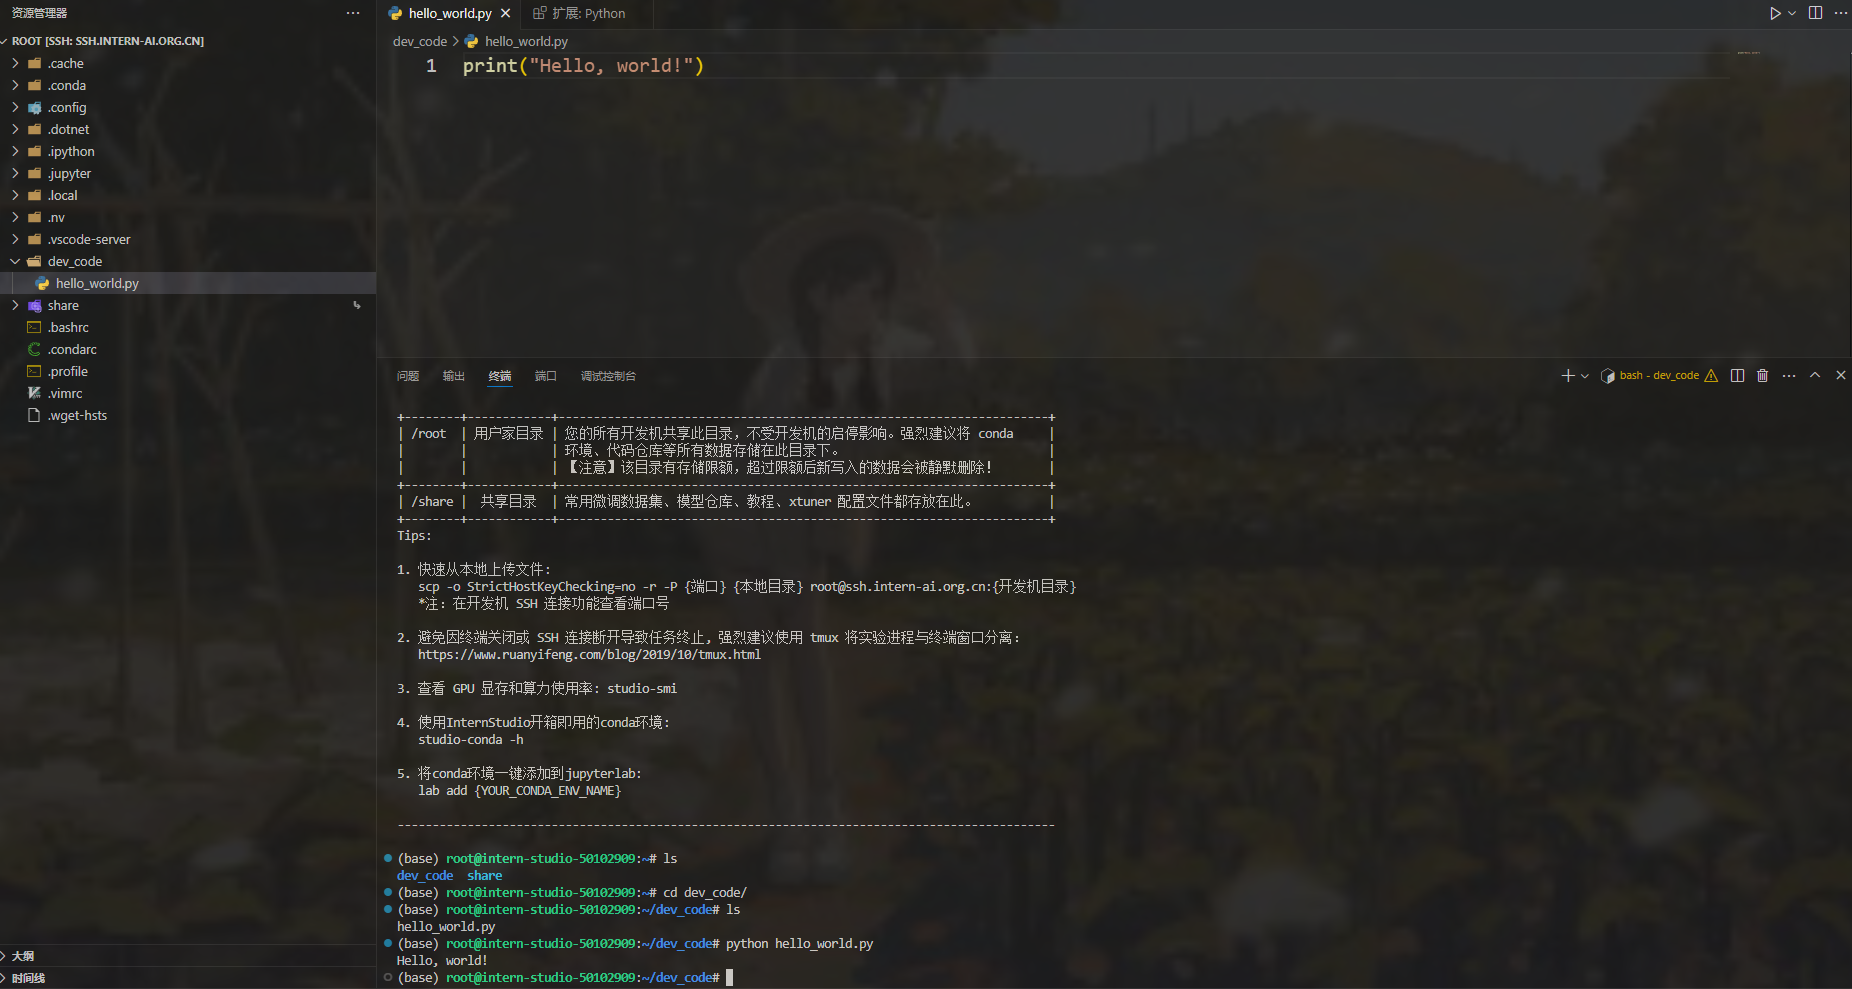 资源管理器
ROOT [SSH: SSH.INTERN-AI.ORG.CN]
.cache
.conda
.config
.dotnet
.ipython
.jupyter
.local
.nv
.vscode-server
dev_code
hello_world.py
share
.bashrc
.condarc
.profile
.vimrc
.wget-hsts
大纲
时间线
hello_world.py
扩展: Python
dev_code > hello_world.py
1 print("Hello, world!")
问题 输出 终端 端口 调试控制台
bash - dev_code
+--------+------------+----------------------------------------------------------------------+
| /root | 用户家目录 | 您的所有开发机共享此目录，不受开发机的启停影响。强烈建议将 conda |
| | | 环境、代码仓库等所有数据存储在此目录下。 |
| | | 【注意】该目录有存储限额，超过限额后新写入的数据会被静默删除！ |
+--------+------------+----------------------------------------------------------------------+
| /share | 共享目录 | 常用微调数据集、模型仓库、教程、xtuner 配置文件都存放在此。 |
+--------+------------+----------------------------------------------------------------------+
Tips:
1. 快速从本地上传文件：
scp -o StrictHostKeyChecking=no -r -P {端口} {本地目录} root@ssh.intern-ai.org.cn:{开发机目录}
*注：在开发机 SSH 连接功能查看端口号
2. 避免因终端关闭或 SSH 连接断开导致任务终止，强烈建议使用 tmux 将实验进程与终端窗口分离：
https://www.ruanyifeng.com/blog/2019/10/tmux.html
3. 查看 GPU 显存和算力使用率：studio-smi
4. 使用InternStudio开箱即用的conda环境：
studio-conda -h
5. 将conda环境一键添加到jupyterlab:
lab add {YOUR_CONDA_ENV_NAME}
----------------------------------------------------------------------------------------------
(base) root@intern-studio-50102909:~# ls
dev_code share
(base) root@intern-studio-50102909:~# cd dev_code/
(base) root@intern-studio-50102909:~/dev_code# ls
hello_world.py
(base) root@intern-studio-50102909:~/dev_code# python hello_world.py
Hello, world!
(base) root@intern-studio-50102909:~/dev_code#